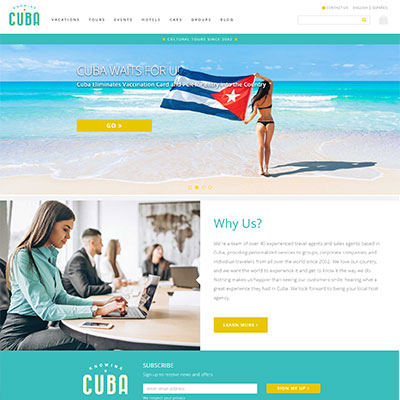 KNOWING
CUBA
VACATIONS TOURS EVENTS HOTELS CARS GROUPS BLOG
CONTACT US ENGLISH | ESPAÑOL
CULTURAL TOURS SINCE 2002
CUBA WAITS FOR U
Cuba Eliminates Vaccination Card and PCR for entry into the Country
GO >
Why Us?
We're a team of over 40 experienced travel agents and sales agents based in
Cuba, providing personalized services for groups, corporate companies, and
individual travelers from all over the world since 2002. We love our country,
and we want the world to experience it and get to know it the way we do.
Nothing makes us happier than seeing our customers smile, hearing what a
great experience they had in Cuba. We look forward to being your local host
agency.
LEARN MORE >
KNOWING
CUBA
SUBSCRIBE
Sign up to receive news and offers
enter email address
SIGN ME UP >
We respect your privacy